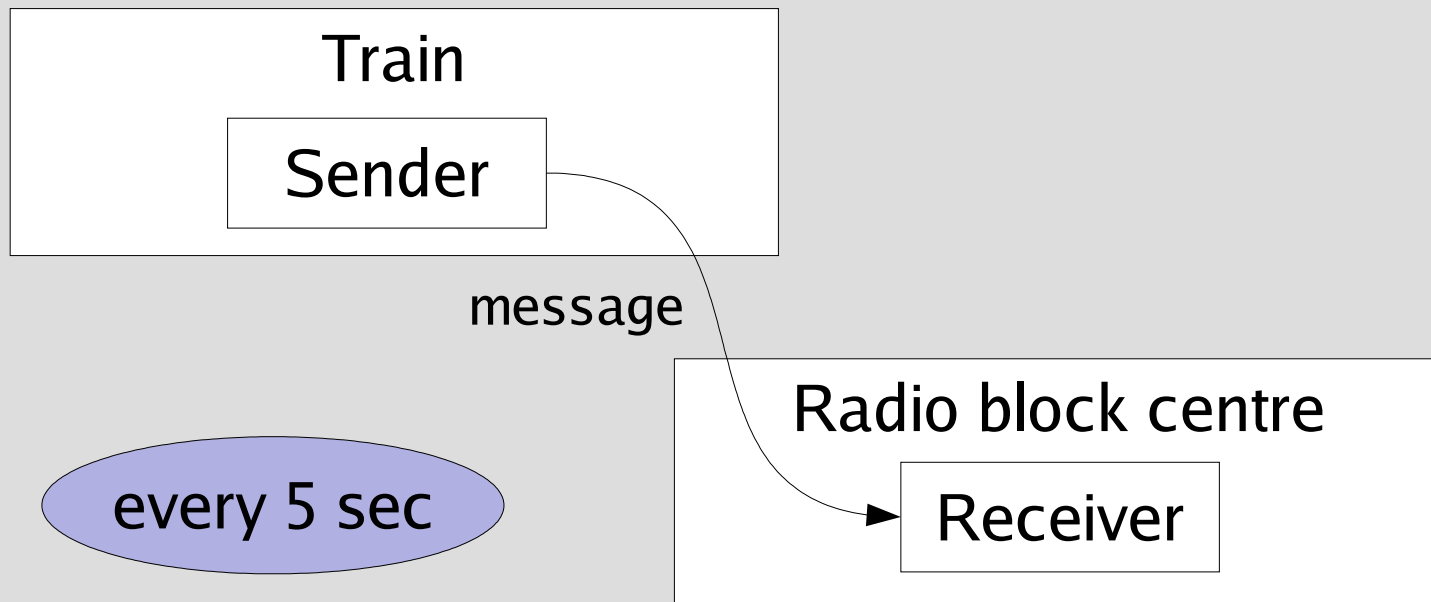 Train
Sender
message
Radio block centre
every 5 sec
Receiver